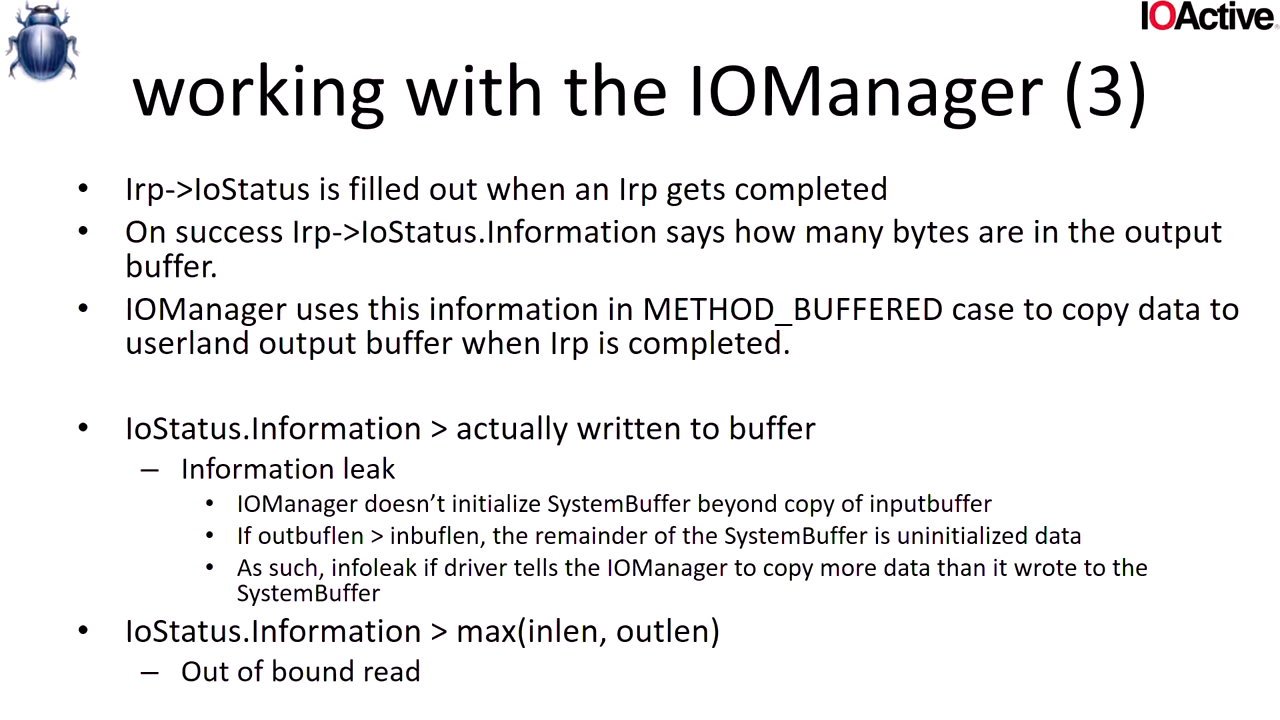 IOActive
working with the IOManager (3)
• Irp->IoStatus is filled out when an Irp gets completed
• On success Irp->IoStatus.Information says how many bytes are in the output
buffer.
• IOManager uses this information in METHOD_BUFFERED case to copy data to
userland output buffer when Irp is completed.
• IoStatus.Information > actually written to buffer
– Information leak
• IOManager doesn’t initialize SystemBuffer beyond copy of inputbuffer
• If outbuflen > inbuflen, the remainder of the SystemBuffer is uninitialized data
• As such, infoleak if driver tells the IOManager to copy more data than it wrote to the
SystemBuffer
• IoStatus.Information > max(inlen, outlen)
– Out of bound read